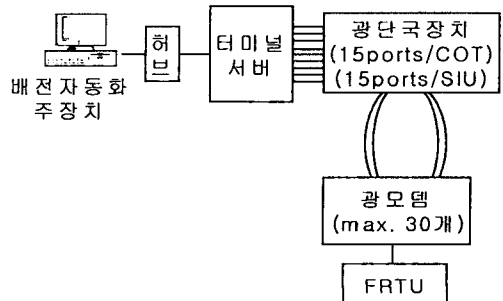 배전자동화
주장치
허
브
터미널
서버
광단국장치
(15ports/COT)
(15ports/SIU)
광모뎀
(max. 30개)
FRTU